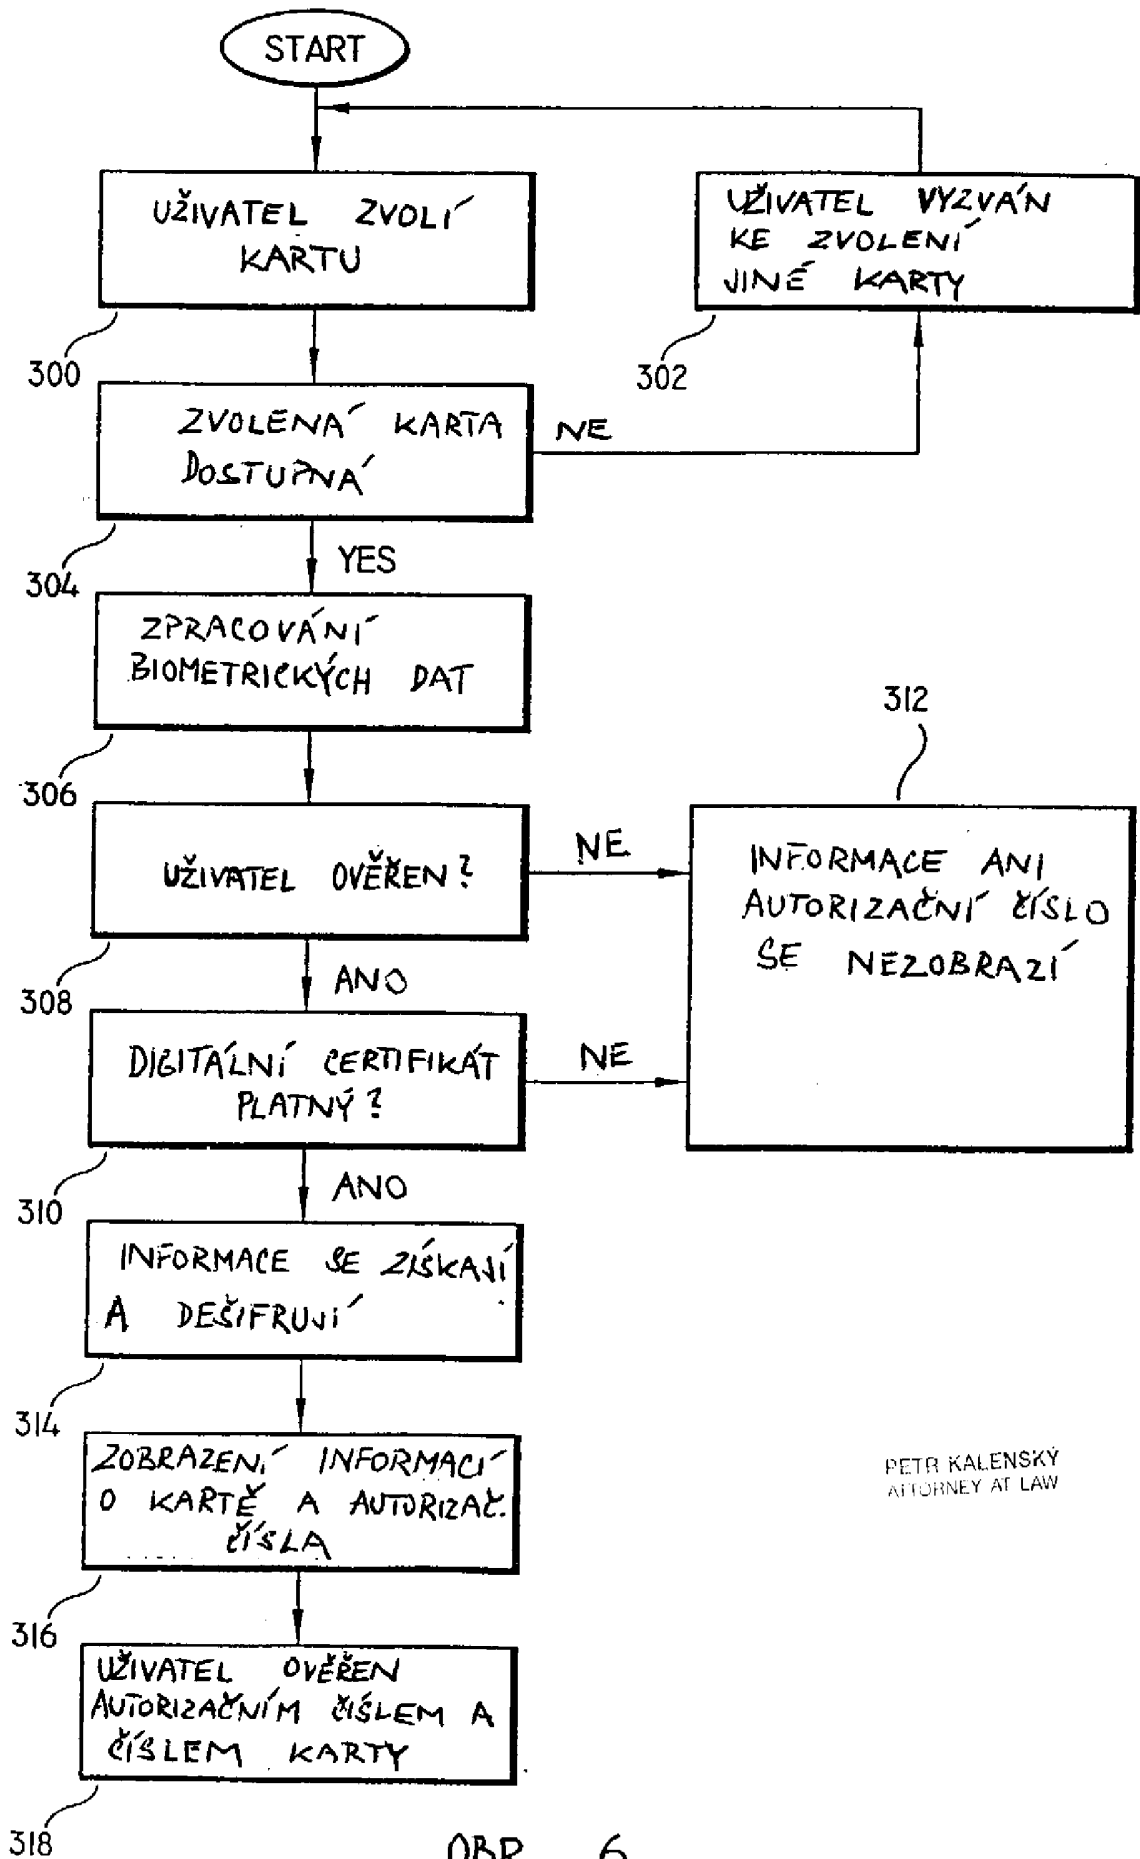 START
UŽIVATEL ZVOLÍ
KARTU
300
UŽIVATEL VYZVÁN
KE ZVOLENÍ
JINÉ KARTY
302
ZVOLENÁ KARTA
DOSTUPNÁ
NE
304
YES
ZPRACOVÁNÍ
BIOMETRICKÝCH DAT
306
312
UŽIVATEL OVĚŘEN?
NE
INFORMACE ANI
AUTORIZAČNÍ ČÍSLO
SE NEZOBRAZÍ
308
ANO
DIGITÁLNÍ CERTIFIKÁT
PLATNÝ?
NE
310
ANO
INFORMACE SE ZÍSKAJÍ
A DEŠIFRUJÍ
314
ZOBRAZENÍ INFORMACÍ
O KARTĚ A AUTORIZAČ.
ČÍSLA
316
PETR KALENSKÝ
ATTORNEY AT LAW
UŽIVATEL OVĚŘEN
AUTORIZAČNÍM ČÍSLEM A
ČÍSLEM KARTY
318
OBR. 6